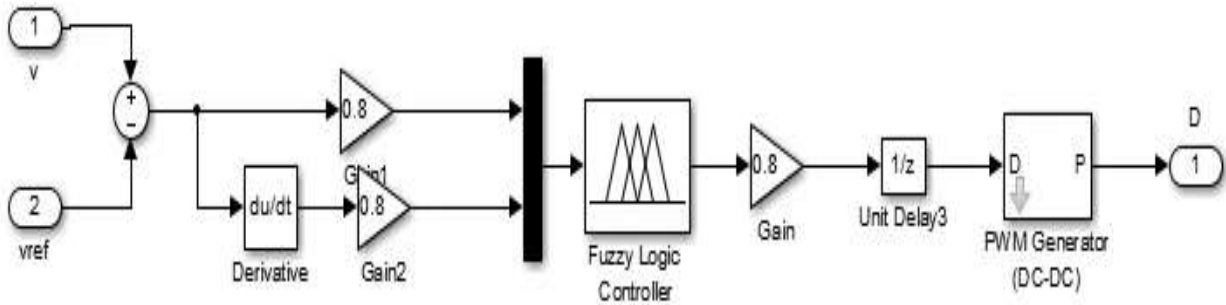 1
v
+
−
2
vref
0.8
Gain1
du/dt
Derivative
0.8
Gain2
Fuzzy Logic
Controller
0.8
Gain
1/z
Unit Delay3
D
P
PWM Generator
(DC-DC)
D
1